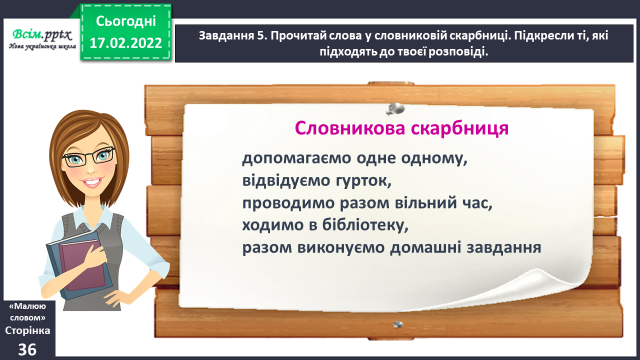 Всім.pptx
Нова українська школа
Сьогодні
17.02.2022
Завдання 5. Прочитай слова у словниковій скарбниці. Підкресли ті, які
підходять до твоєї розповіді.
Словникова скарбниця
допомагаємо одне одному,
відвідуємо гурток,
проводимо разом вільний час,
ходимо в бібліотеку,
разом виконуємо домашні завдання
«Малюю
словом»
Сторінка
36